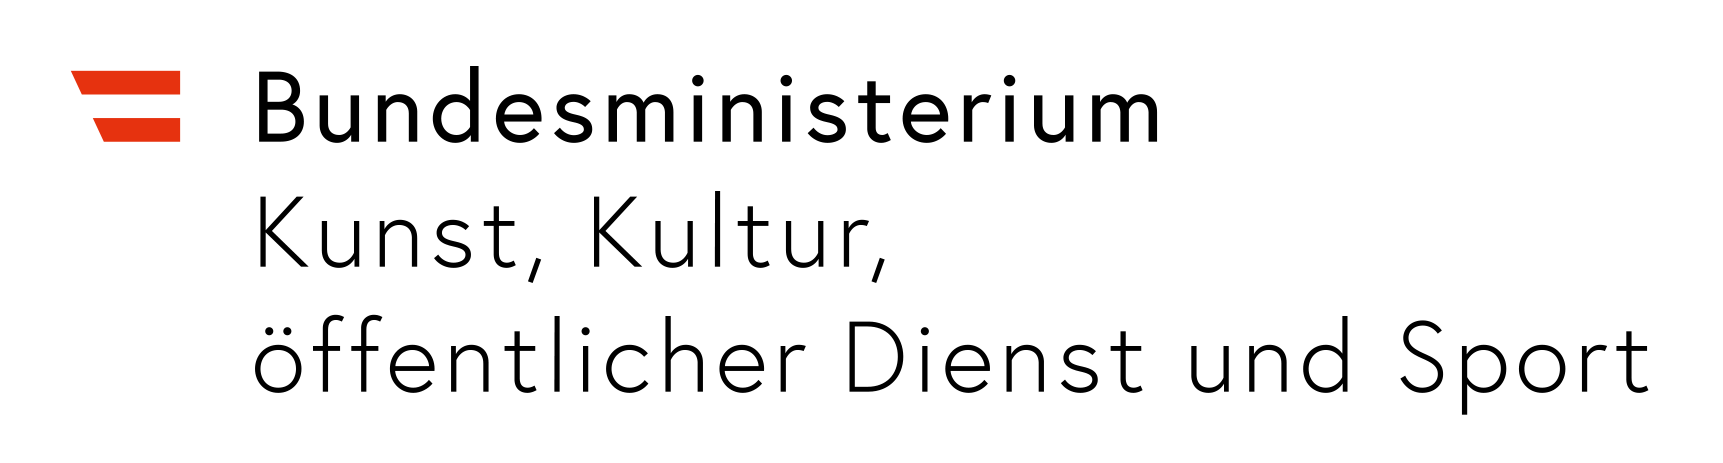 Bundesministerium
Kunst, Kultur,
öffentlicher Dienst und Sport